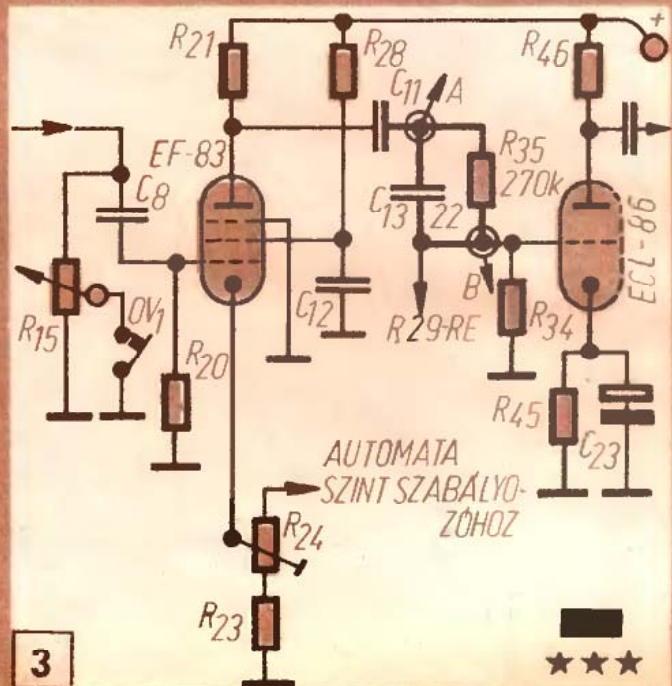 R21
R28
R46
+
C11
A
EF-83
R35
270k
C8
C13
22
ECL-86
R15
0V1
C12
B
R29-RE
R34
R20
R45
C23
AUTOMATA
SZINT SZABÁLYO-
ZÓHOZ
R24
R23
3